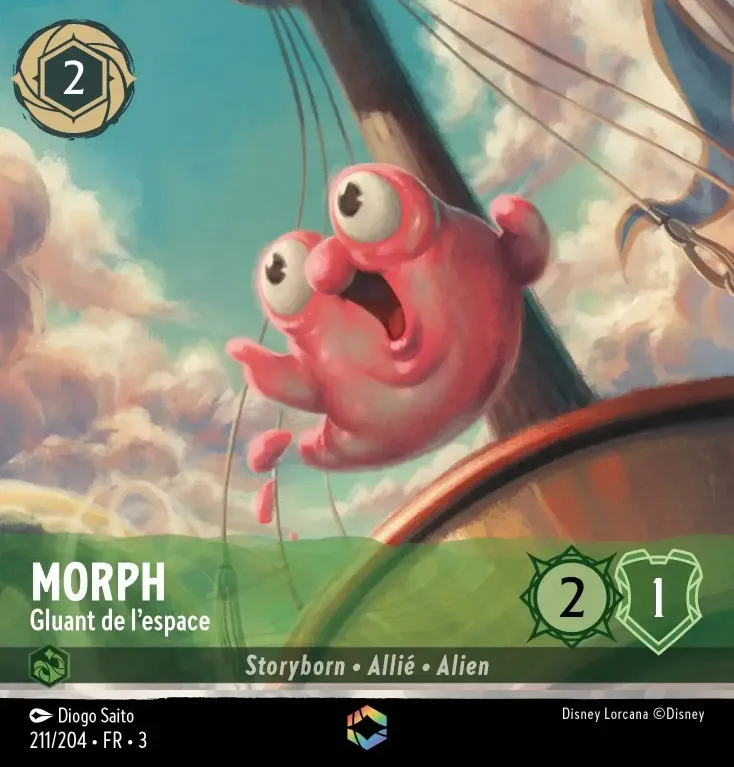 2
MORPH
Gluant de l'espace
2 1
Storyborn • Allié • Alien
Diogo Saito
Disney Lorcana ©Disney
211/204 • FR • 3